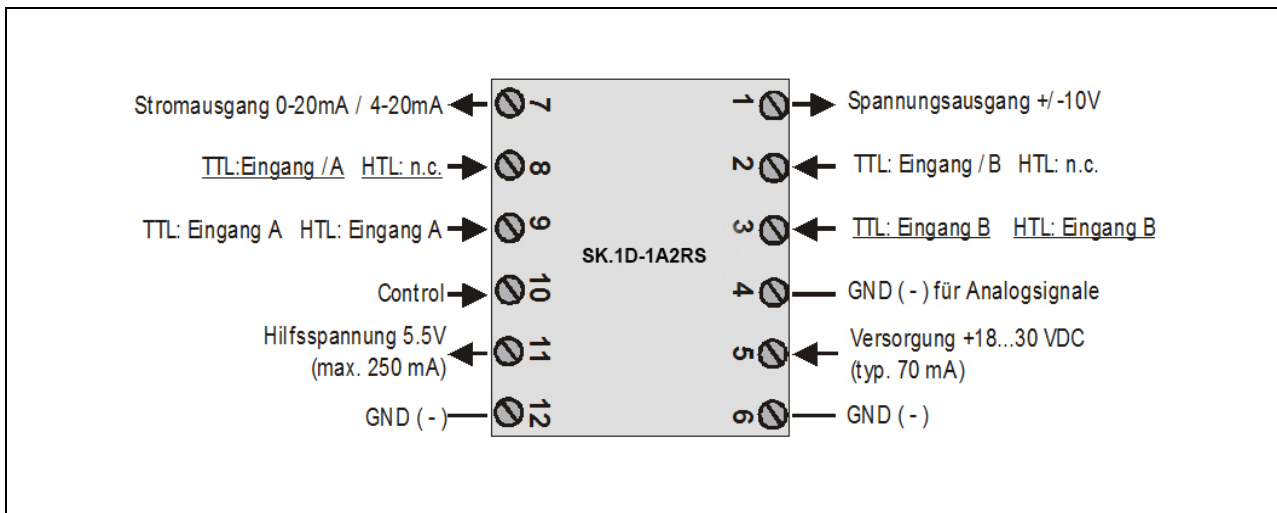 Stromausgang 0-20mA / 4-20mA
7
1
Spannungsausgang +/-10V
TTL:Eingang /A HTL: n.c.
8
2
TTL: Eingang / B HTL: n.c.
TTL: Eingang A HTL: Eingang A
9
3
TTL: Eingang B HTL: Eingang B
SK.1D-1A2RS
Control
10
4
GND ( - ) für Analogsignale
Hilfsspannung 5.5V
(max. 250 mA)
11
5
Versorgung +18...30 VDC
(typ. 70 mA)
GND ( - )
12
6
GND ( - )